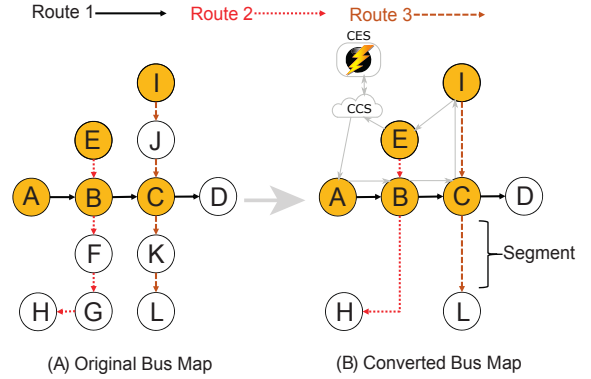 Route 1 Route 2 Route 3
CES
I I
CCS
E J E
A B C D A B C D
F K Segment
H G L H L
(A) Original Bus Map (B) Converted Bus Map